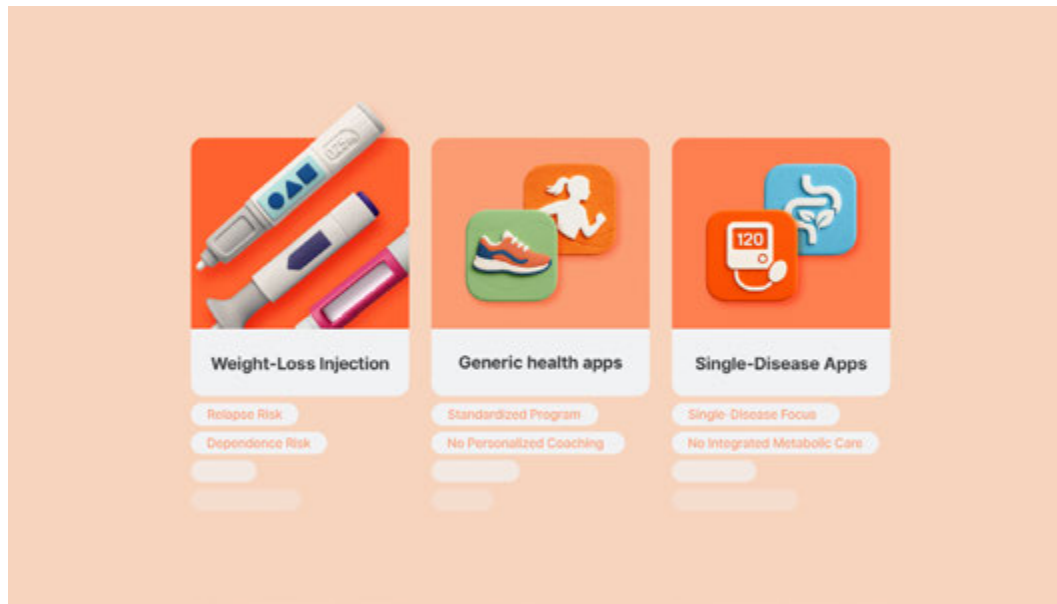 120
Weight-Loss Injection
Generic health apps
Single-Disease Apps
Relapse Risk
Standardized Program
Single-Disease Focus
Dependence Risk
No Personalized Coaching
No Integrated Metabolic Care